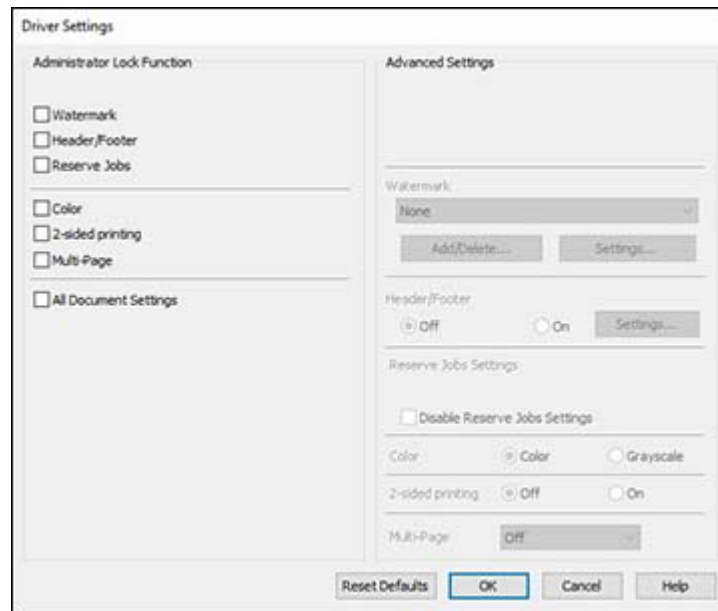 Driver Settings
Administrator Lock Function
Watermark
Header/Footer
Reserve Jobs
Color
2-sided printing
Multi-Page
All Document Settings
Advanced Settings
Watermark
None
Add/Delete... Settings...
Header/Footer
Off On Settings...
Reserve Jobs Settings
Disable Reserve Jobs Settings
Color Color Grayscale
2-sided printing Off On
Multi-Page Off
Reset Defaults OK Cancel Help